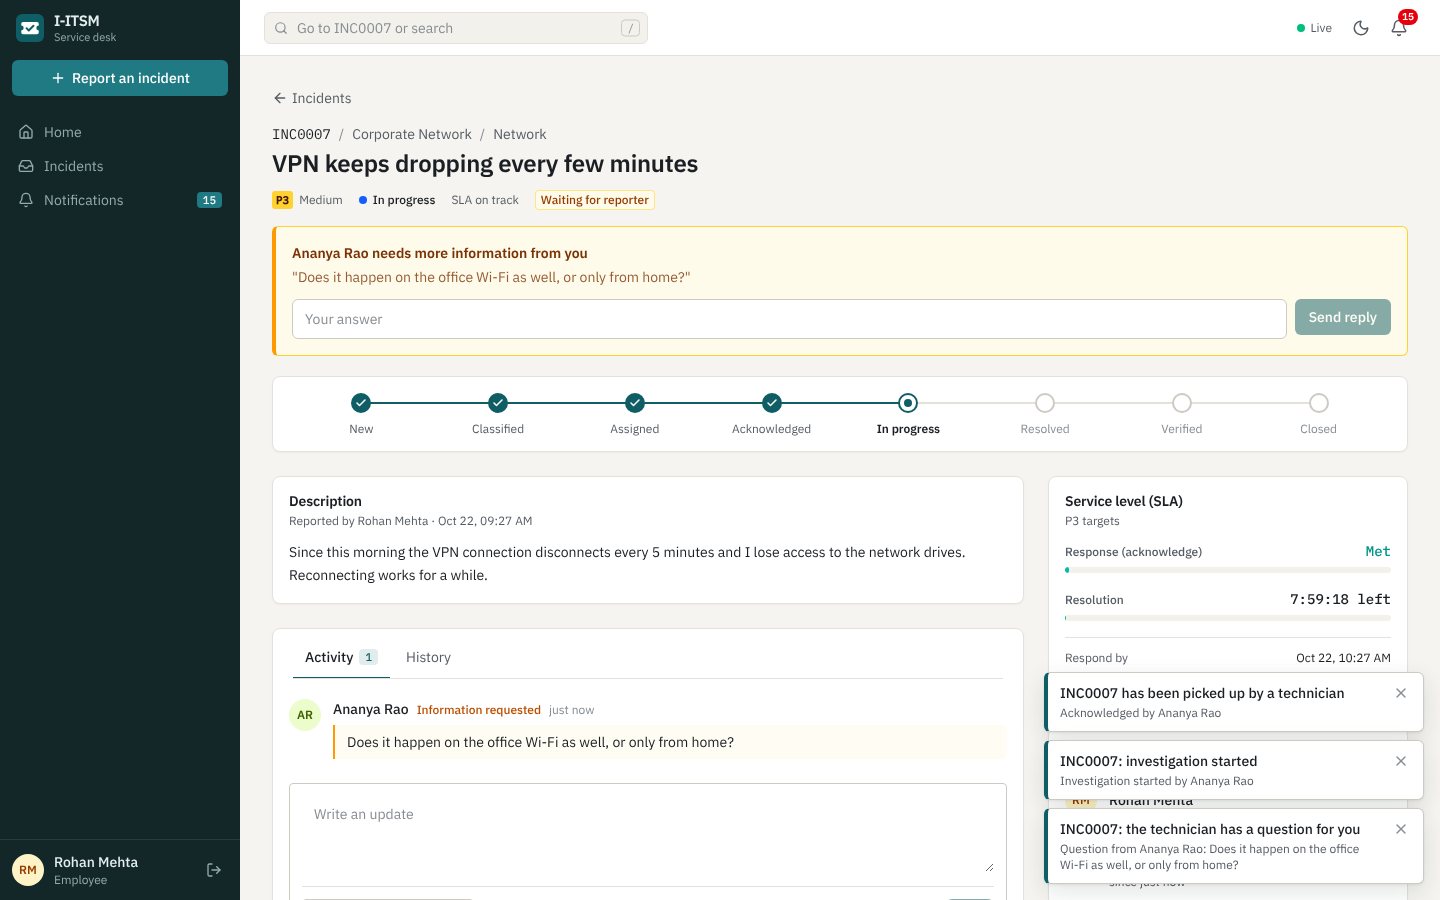 I-ITSM
Service desk
Report an incident
Home
Incidents
Notifications 15
Rohan Mehta
RM
Employee
Go to INC0007 or search /
Live
15
Incidents
INC0007 / Corporate Network / Network
VPN keeps dropping every few minutes
P3 Medium In progress SLA on track Waiting for reporter
Ananya Rao needs more information from you
"Does it happen on the office Wi-Fi as well, or only from home?"
Your answer
Send reply
New Classified Assigned Acknowledged In progress Resolved Verified Closed
Description
Reported by Rohan Mehta · Oct 22, 09:27 AM
Since this morning the VPN connection disconnects every 5 minutes and I lose access to the network drives.
Reconnecting works for a while.
Activity 1 History
AR Ananya Rao Information requested just now
Does it happen on the office Wi-Fi as well, or only from home?
Write an update
Service level (SLA)
P3 targets
Response (acknowledge) Met
Resolution 7:59:18 left
Respond by Oct 22, 10:27 AM
INC0007 has been picked up by a technician
Acknowledged by Ananya Rao
INC0007: investigation started
Investigation started by Ananya Rao
RM Rohan Mehta
INC0007: the technician has a question for you
Question from Ananya Rao: Does it happen on the office
Wi-Fi as well, or only from home?
since just now